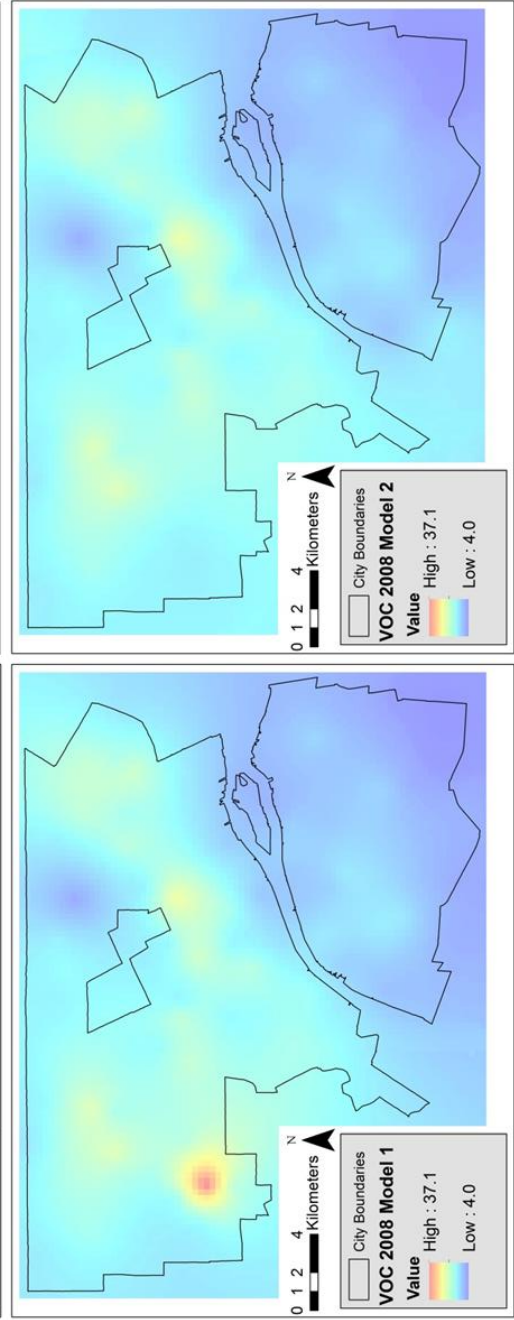 N
0 1 2 4
Kilometers
City Boundaries
VOC 2008 Model 1
Value
High : 37.1
Low : 4.0
N
0 1 2 4
Kilometers
City Boundaries
VOC 2008 Model 2
Value
High : 37.1
Low : 4.0